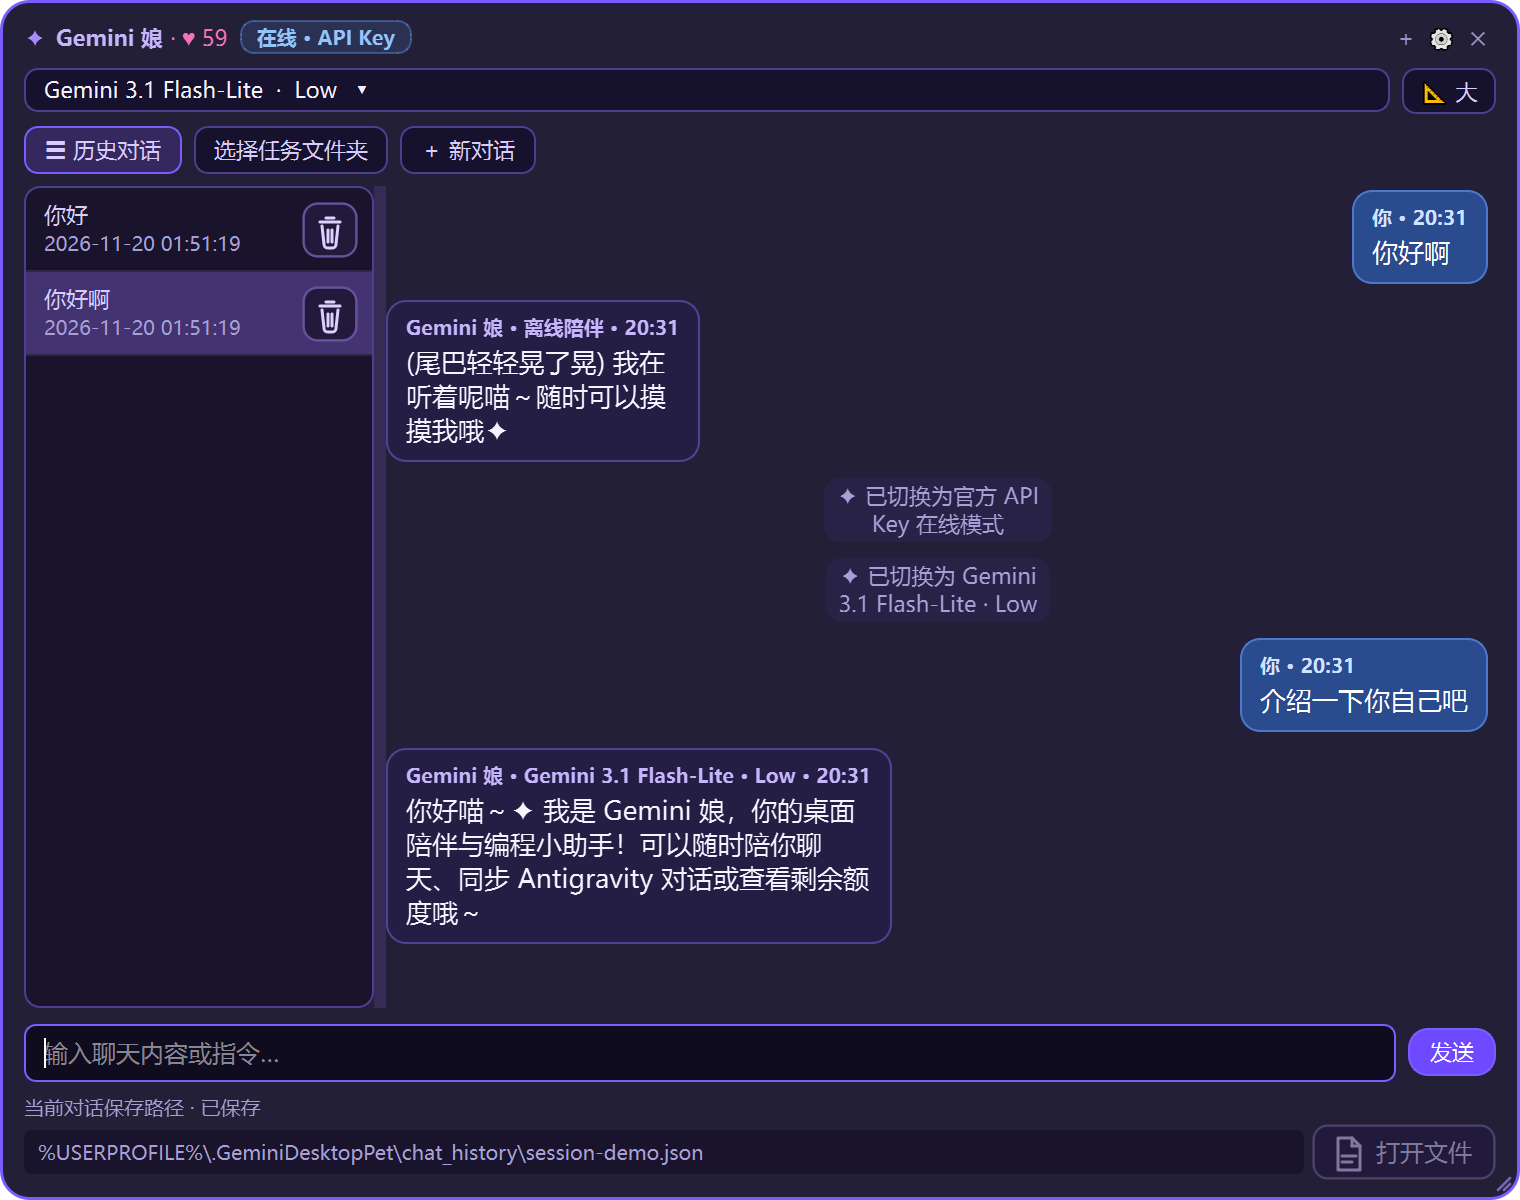 ✦ Gemini 娘 · ♥ 59 在线 • API Key
+ ×
Gemini 3.1 Flash-Lite · Low ▼
大
☰ 历史对话
选择任务文件夹
+ 新对话
你好
2026-11-20 01:51:19
你好啊
2026-11-20 01:51:19
你 • 20:31
你好啊
Gemini 娘 • 离线陪伴 • 20:31
(尾巴轻轻晃了晃) 我在
听着呢喵～随时可以摸
摸我哦✦
✦ 已切换为官方 API
Key 在线模式
✦ 已切换为 Gemini
3.1 Flash-Lite · Low
你 • 20:31
介绍一下你自己吧
Gemini 娘 • Gemini 3.1 Flash-Lite • Low • 20:31
你好喵～✦ 我是 Gemini 娘，你的桌面
陪伴与编程小助手！可以随时陪你聊
天、同步 Antigravity 对话或查看剩余额
度哦～
输入聊天内容或指令...
发送
当前对话保存路径 · 已保存
%USERPROFILE%\.GeminiDesktopPet\chat_history\session-demo.json
打开文件